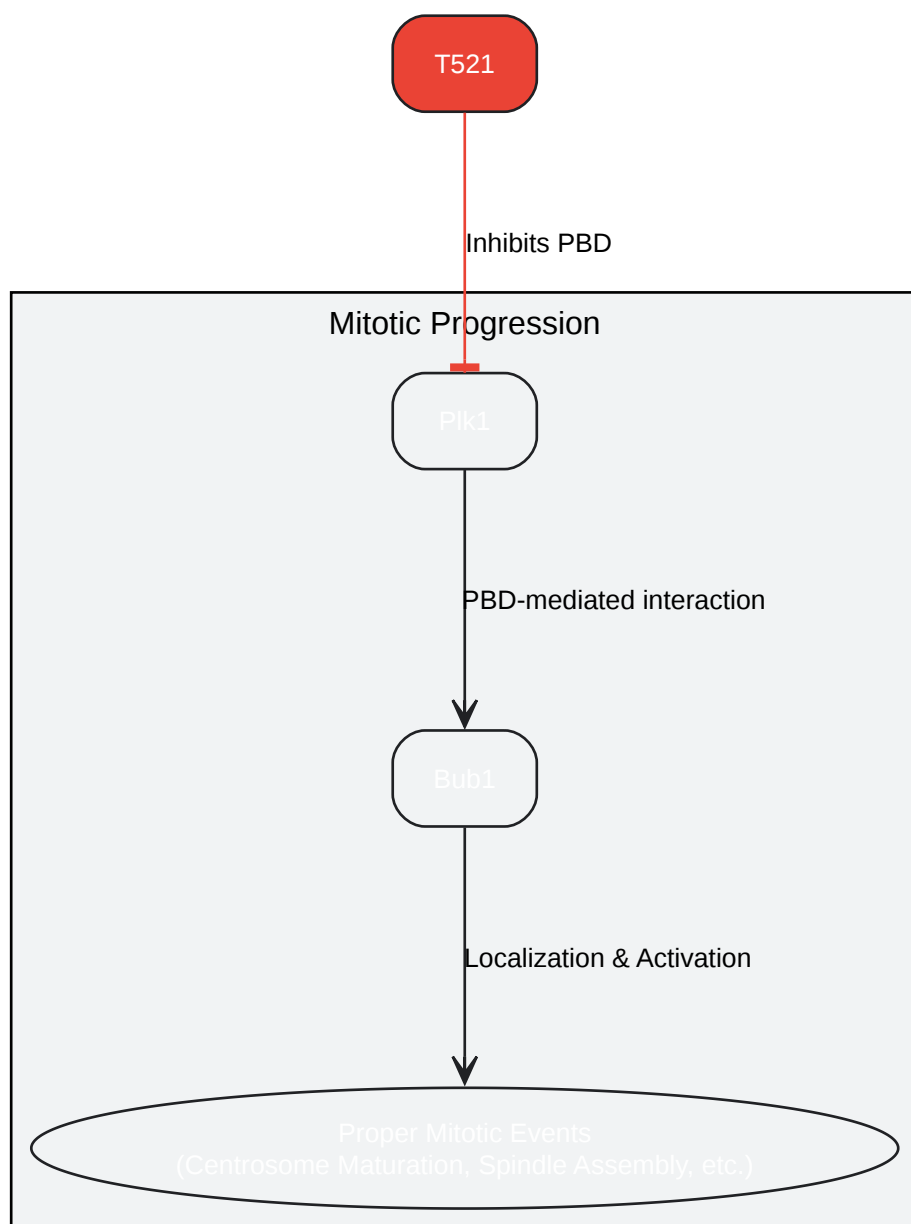 T521
Inhibits PBD
Mitotic Progression
Plk1
PBD-mediated interaction
Bub1
Localization & Activation
Proper Mitotic Events
(Centrosome Maturation, Spindle Assembly, etc.)